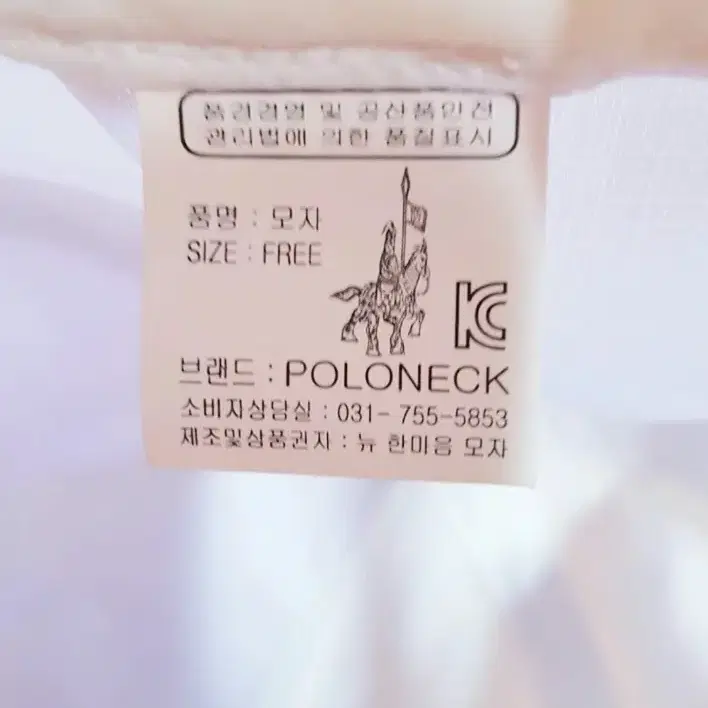 품질경영 및 공산품안전
관리법에 의한 품질표시
품명 : 모자
SIZE : FREE
KC
브랜드 : POLONECK
소비자상담실 : 031- 755-5853
제조및상품권자 : 뉴 한미음 모자